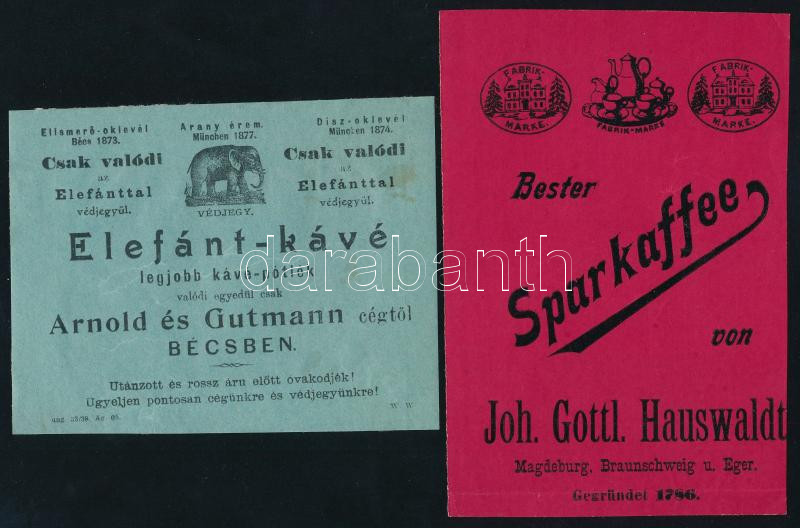 Elismerő-oklevél
Bécs 1873.
Csak valódi
az
Elefánttal
védjegyül.
Arany érem.
München 1877.
VÉDJEGY.
Disz-oklevél
München 1874.
Csak valódi
az
Elefánttal
védjegyül.
Elefánt-kávé
legjobb kávé-pótlék
valódi egyedül csak
Arnold és Gutmann cégtől
BÉCSBEN.
Utánzott és rossz áru előtt óvakodjék!
Ügyeljen pontosan cégünkre és védjegyünkre!
W W
FABRIK-
MARKE.
FABRIK-MARKE
FABRIK-
MARKE.
Bester
Sparkaffee
von
Joh. Gottl. Hauswaldt
Magdeburg, Braunschweig u. Eger.
Gegründet 1786.
darabanth